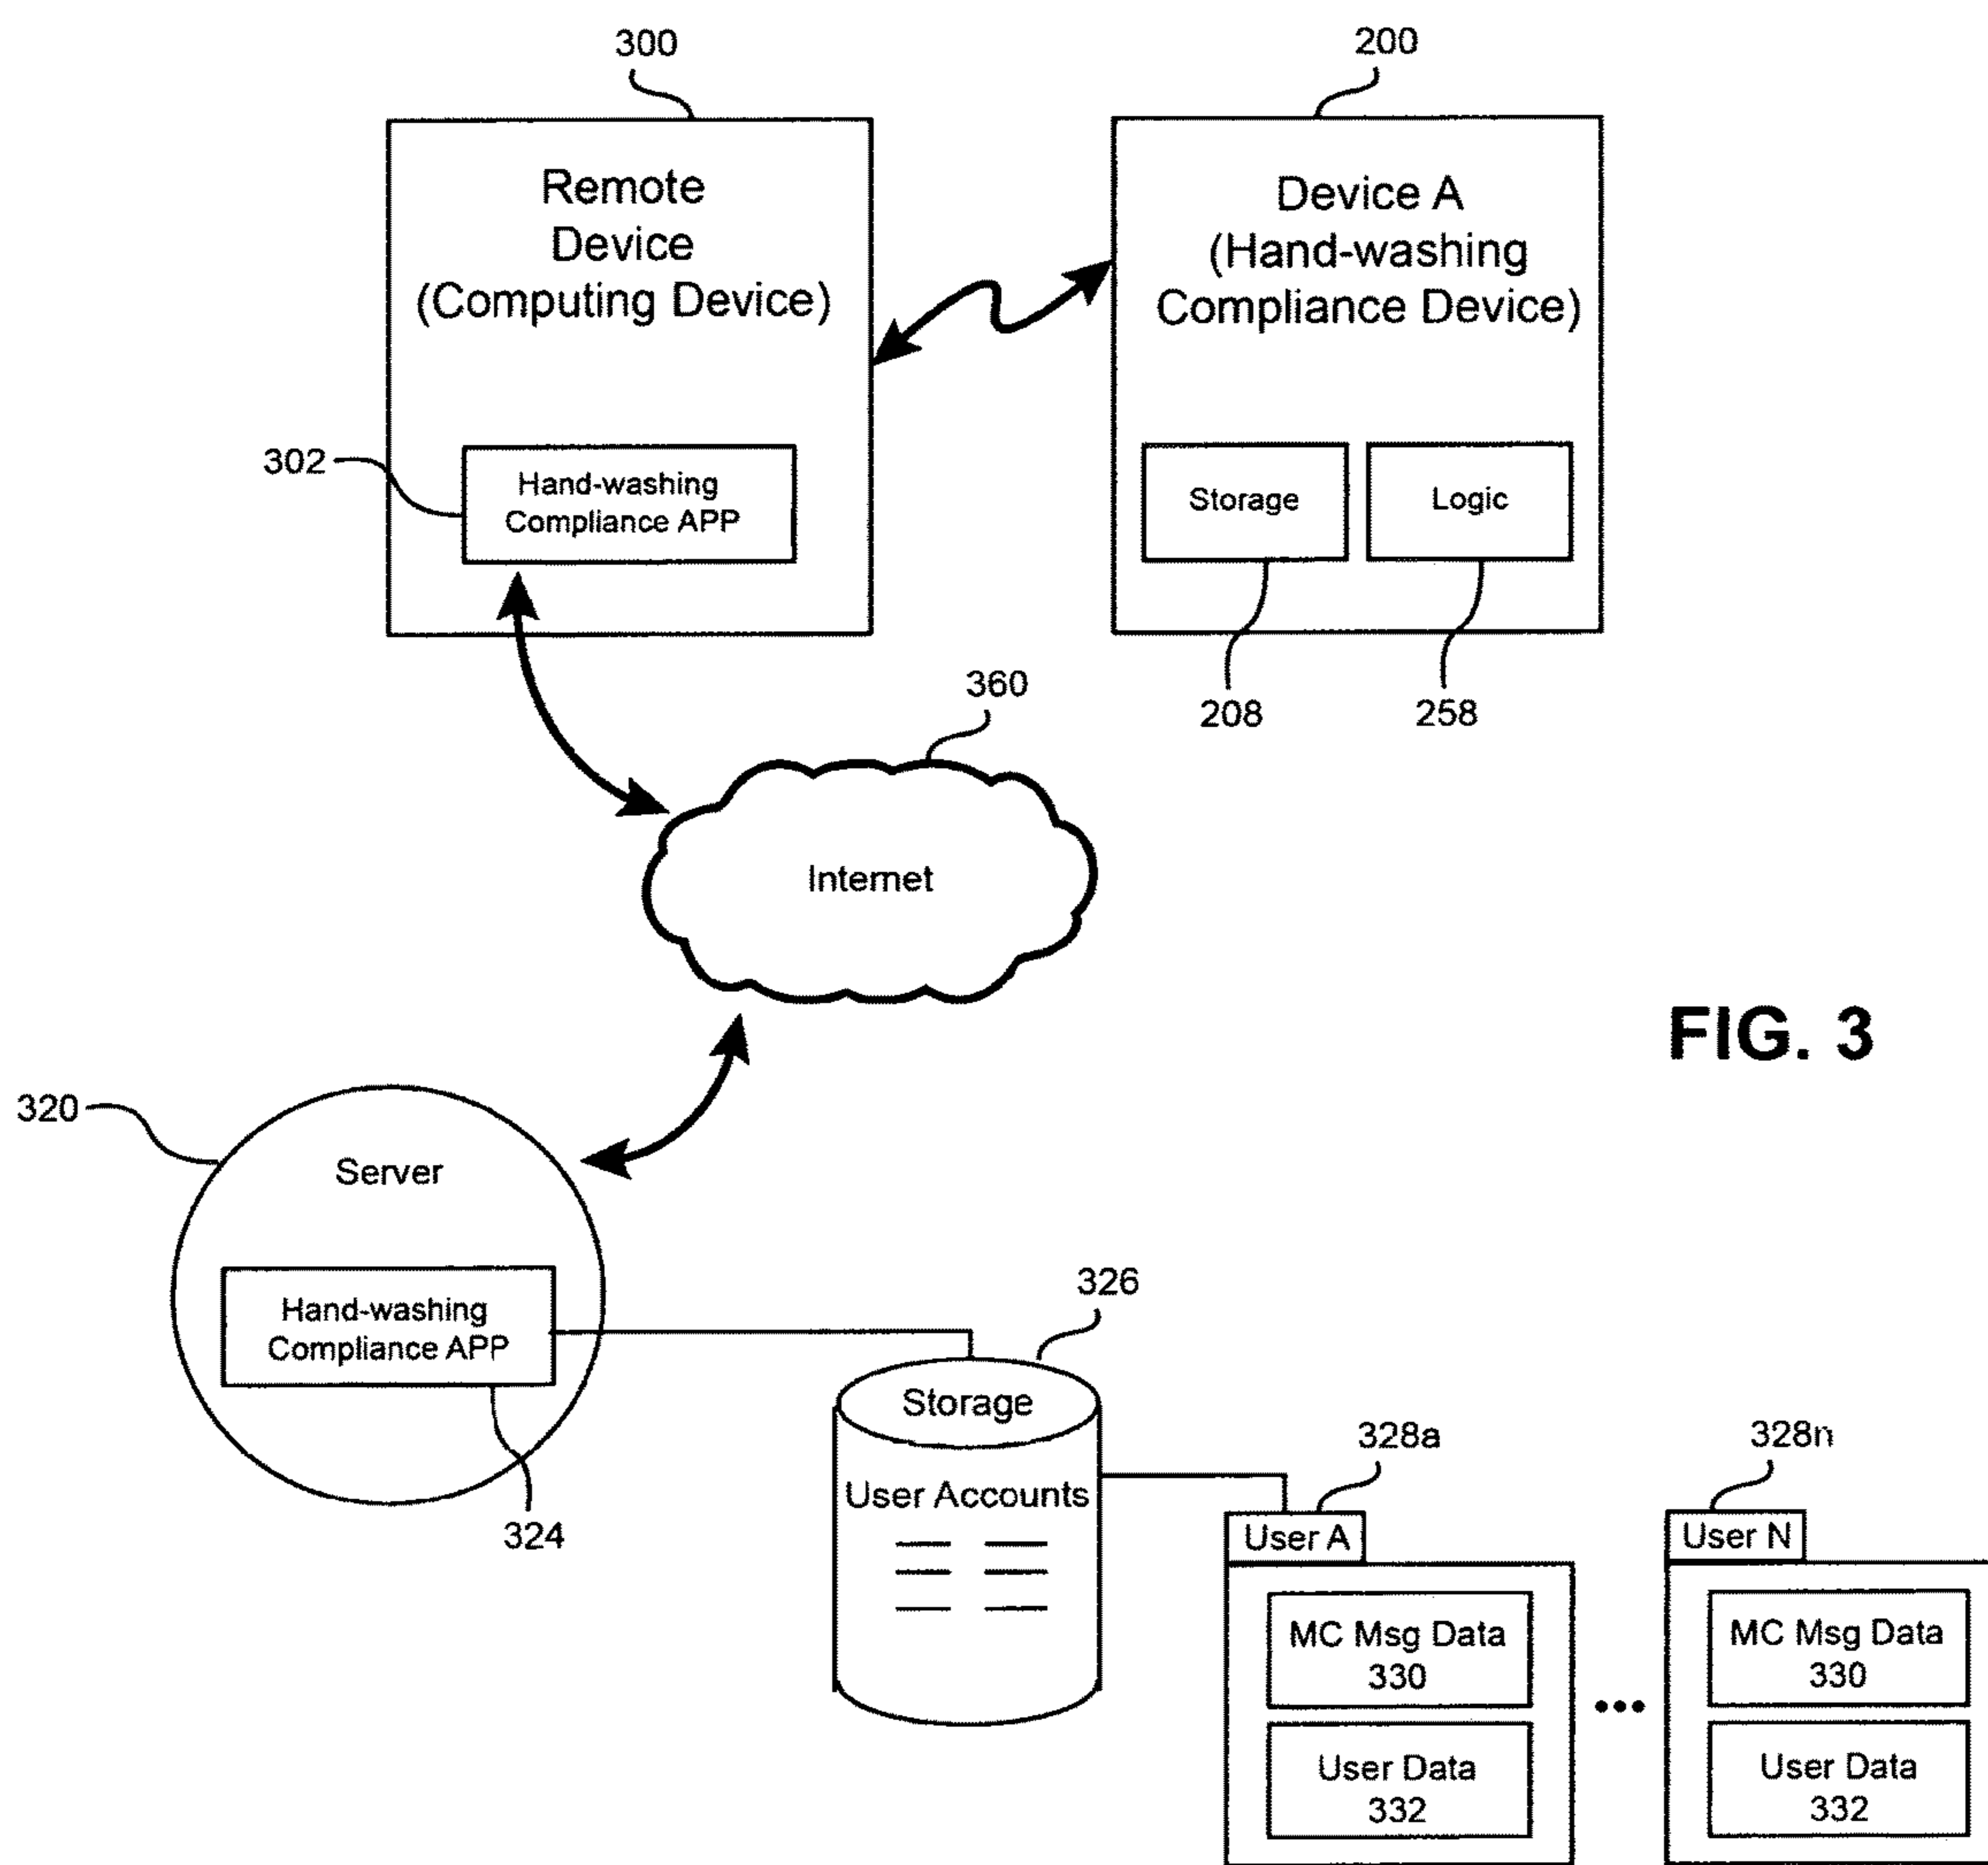 300
200
Remote
Device
(Computing Device)
Device A
(Hand-washing
Compliance Device)
302
Hand-washing
Compliance APP
Storage
Logic
208
258
360
Internet
FIG. 3
320
Server
Hand-washing
Compliance APP
324
326
Storage
User Accounts
328a
User A
MC Msg Data
330
User Data
332
328n
User N
MC Msg Data
330
User Data
332